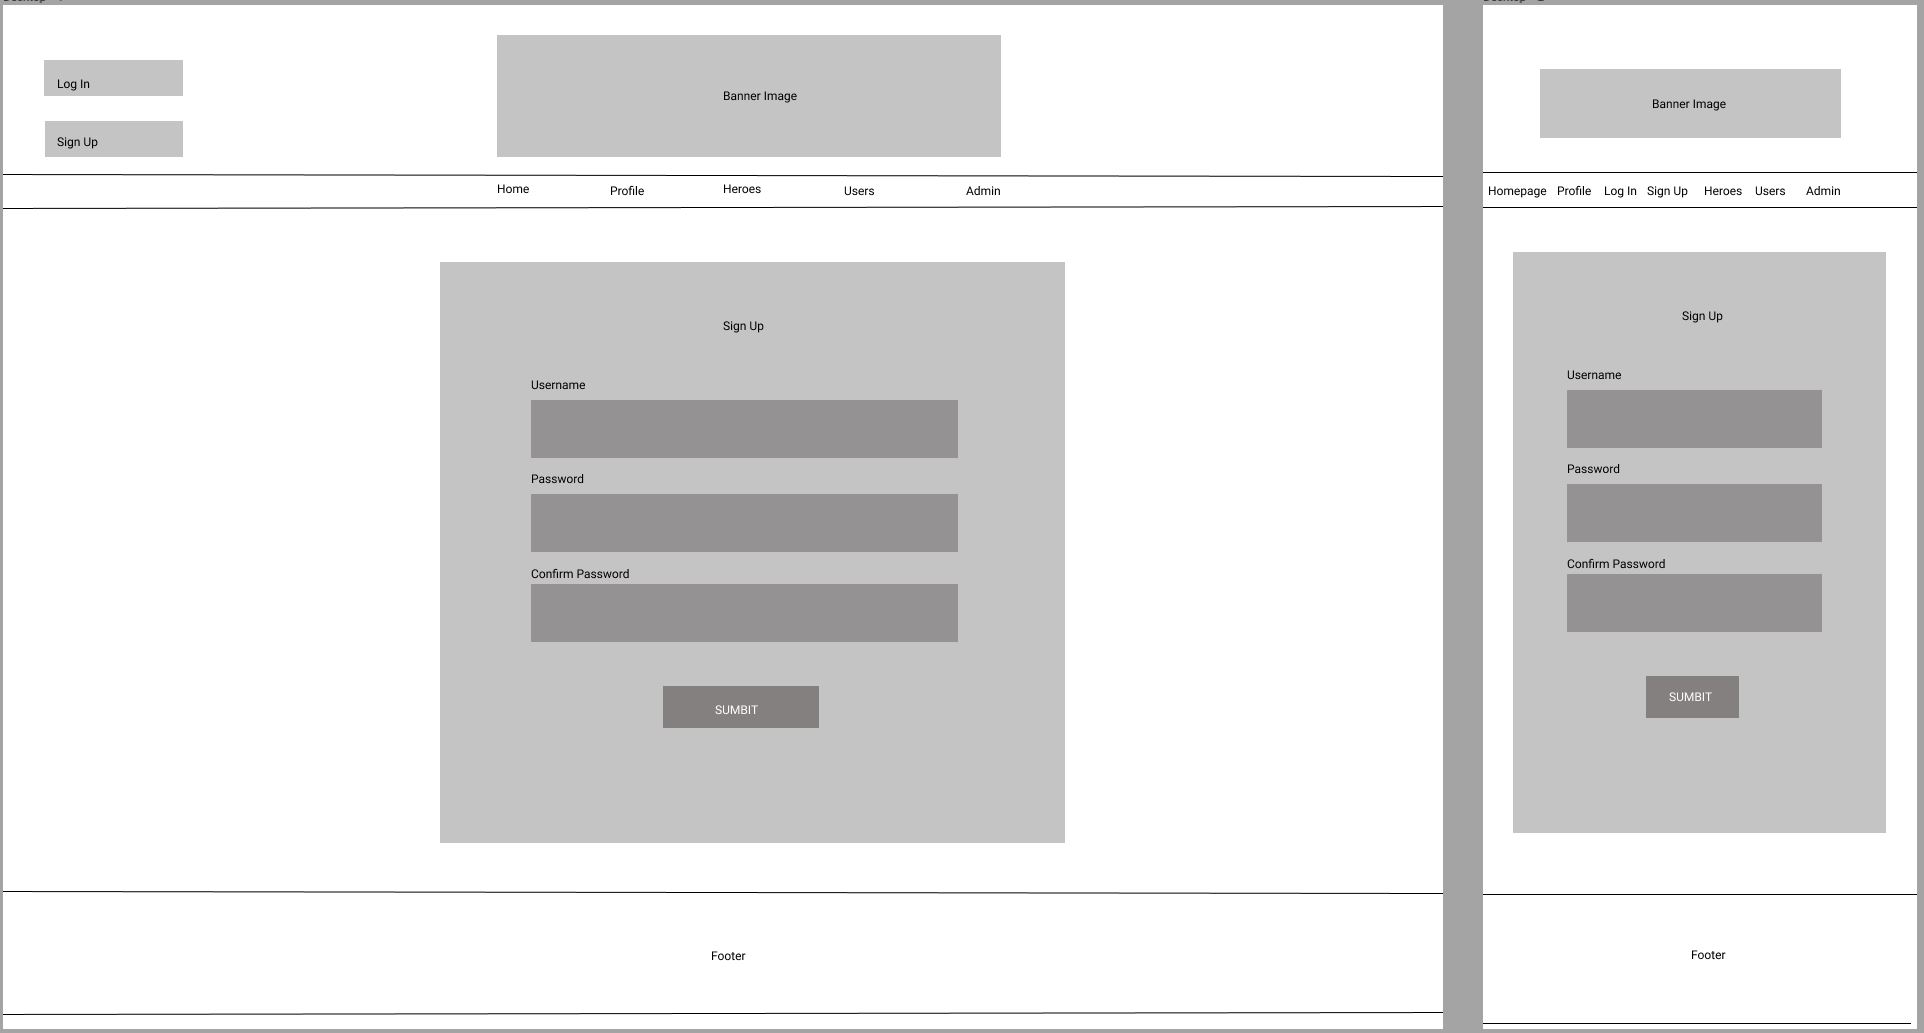 Log In
Sign Up
Banner Image
Home Profile Heroes Users Admin
Sign Up
Username
Password
Confirm Password
SUMBIT
Footer
Banner Image
Homepage Profile Log In Sign Up Heroes Users Admin
Sign Up
Username
Password
Confirm Password
SUMBIT
Footer